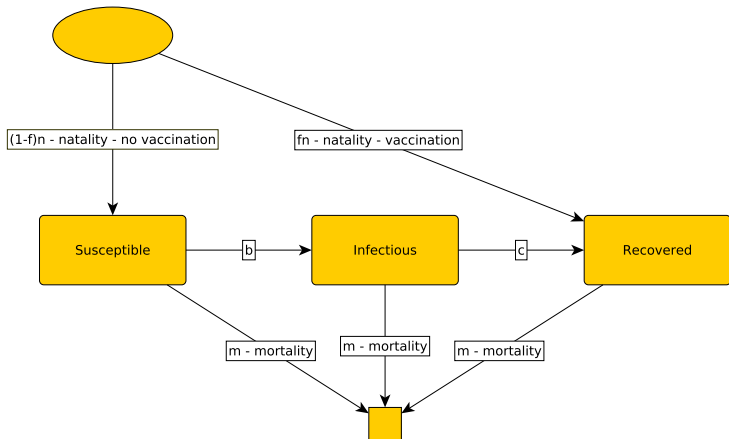 (1-f)n - natality - no vaccination
fn - natality - vaccination
Susceptible
b
Infectious
c
Recovered
m - mortality
m - mortality
m - mortality